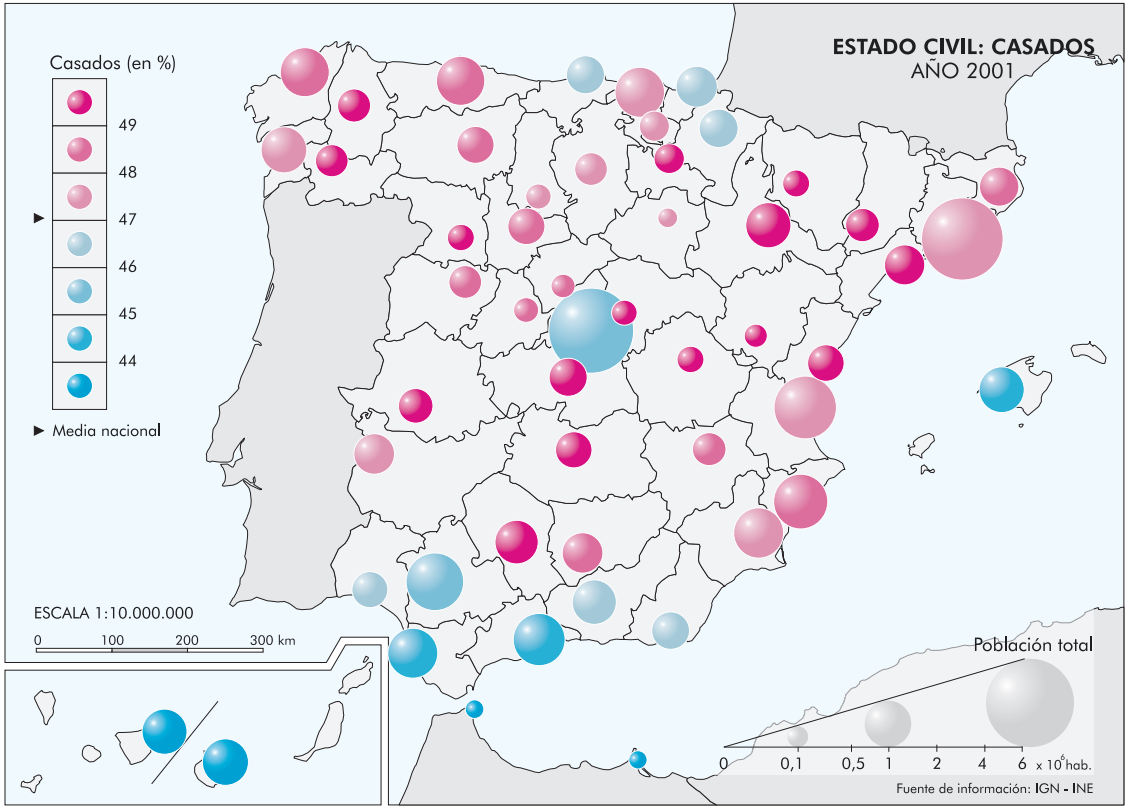 ESTADO CIVIL: CASADOS
AÑO 2001
Casados (en %)
49
48
47
46
45
44
► Media nacional
ESCALA 1:10.000.000
0 100 200 300 km
Población total
0 0,1 0,5 1 2 4 6 x 10⁶ hab.
Fuente de información: IGN - INE